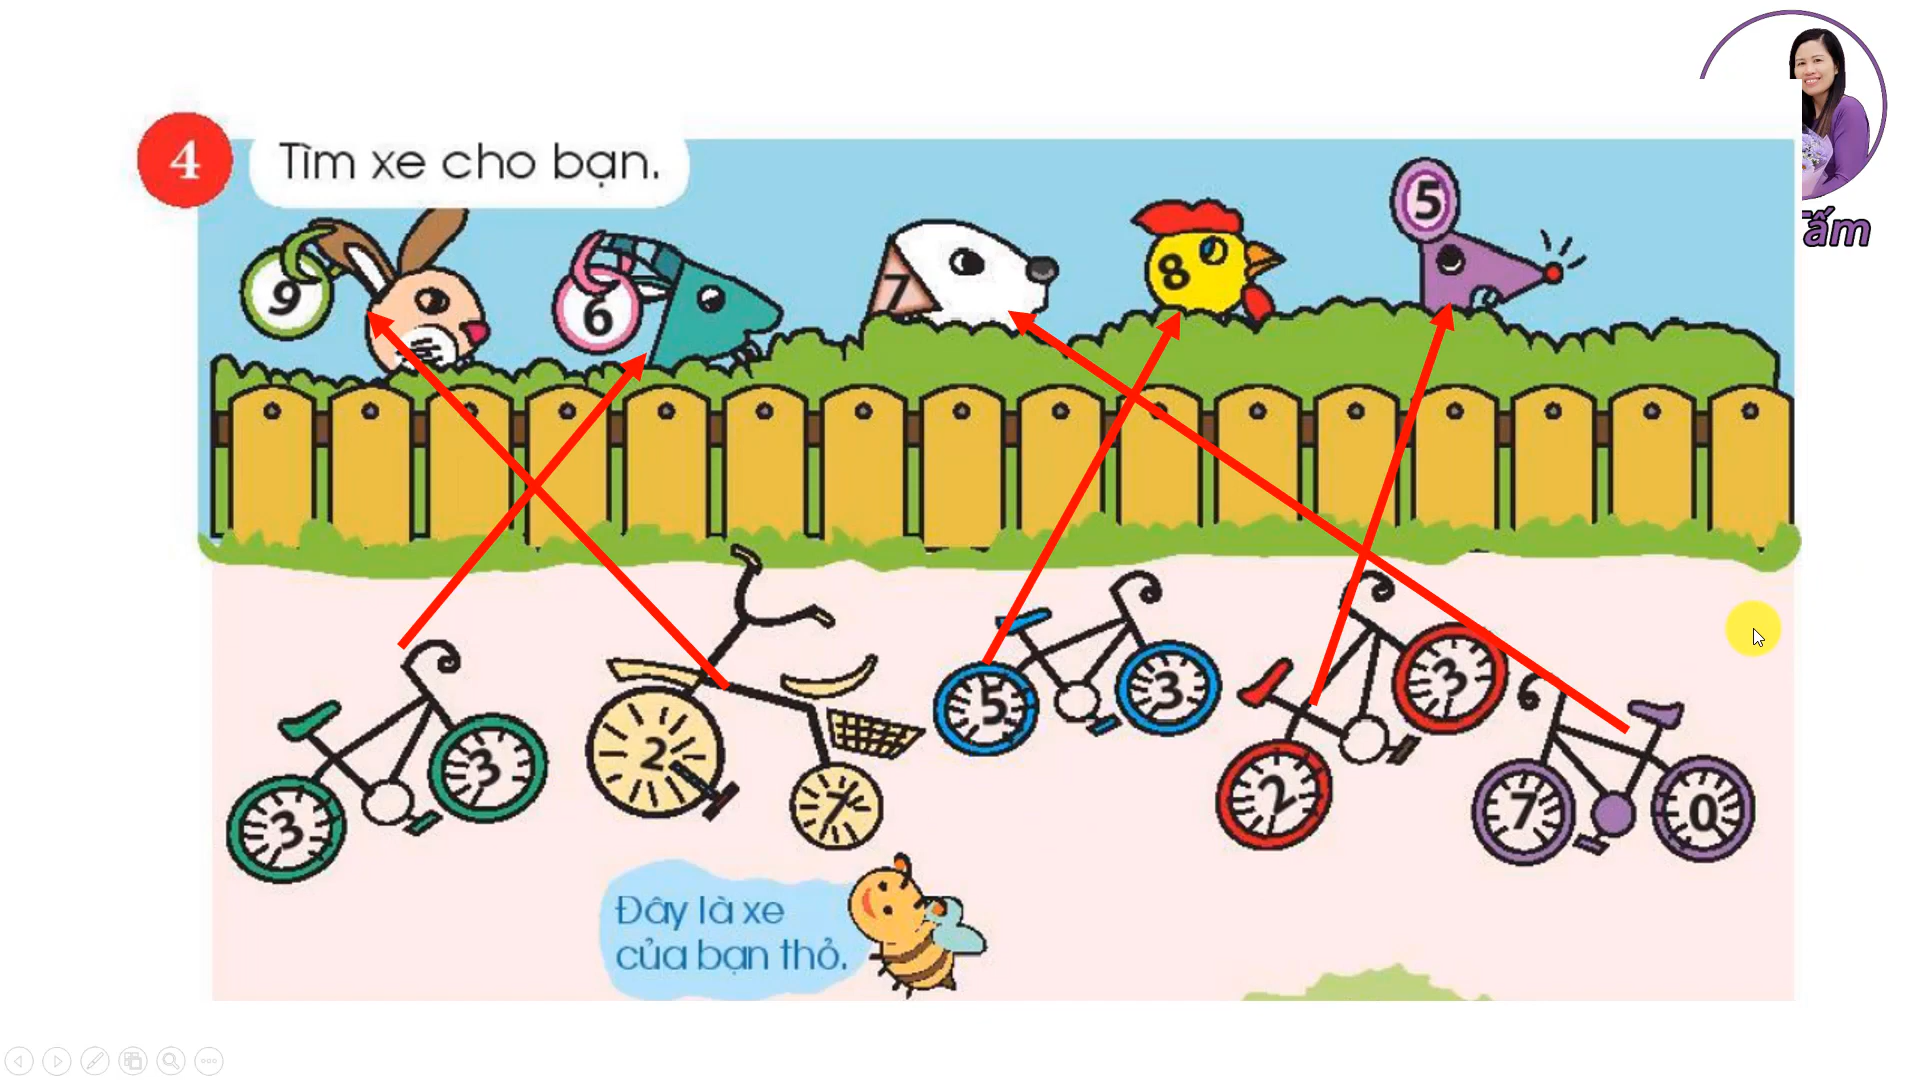 4 Tìm xe cho bạn.
5
9 6 7 8
Tấm
3 3 2 7 5 3 2 3 7 0
Đây là xe
của bạn thỏ.